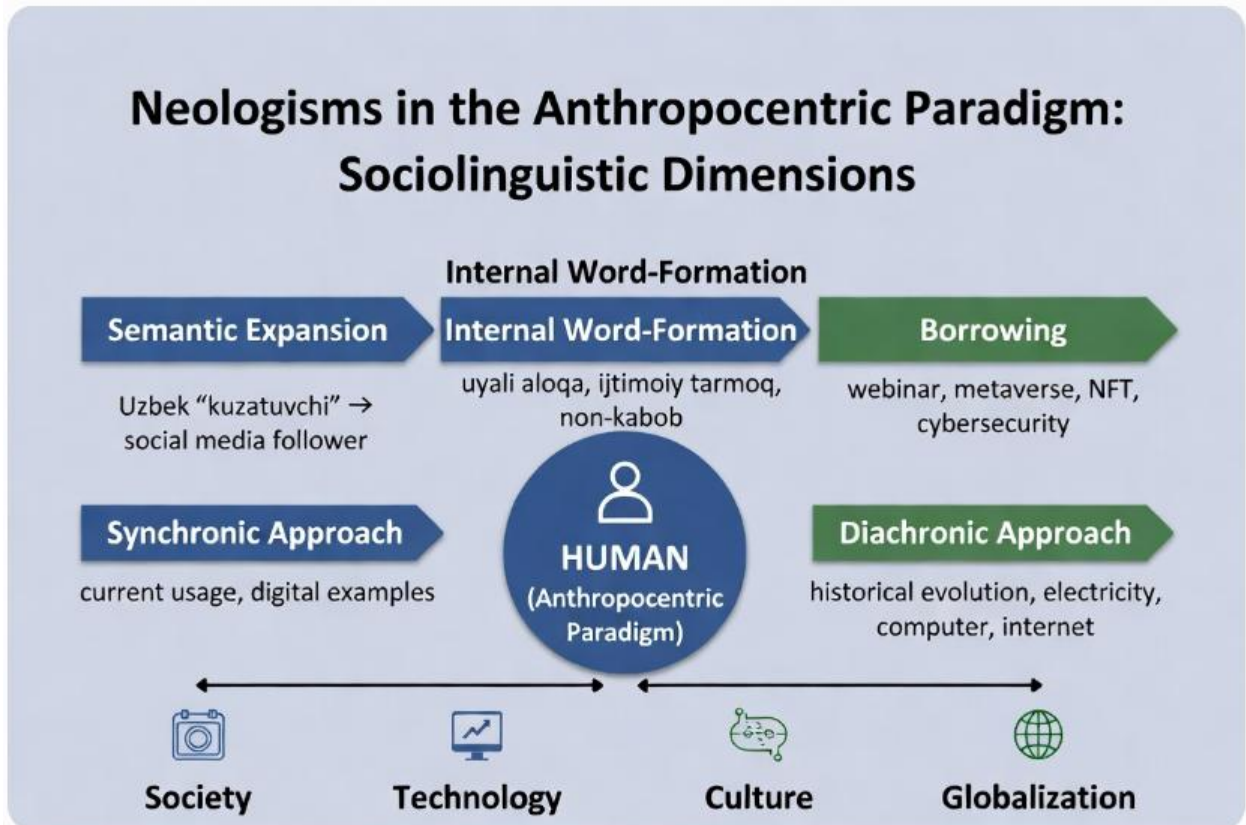 Neologisms in the Anthropocentric Paradigm:
Sociolinguistic Dimensions
Internal Word-Formation
Semantic Expansion
Internal Word-Formation
Borrowing
Uzbek “kuzatuvchi” →
social media follower
uyali aloqa, ijtimoiy tarmoq,
non-kabob
webinar, metaverse, NFT,
cybersecurity
Synchronic Approach
current usage, digital examples
HUMAN
(Anthropocentric
Paradigm)
Diachronic Approach
historical evolution, electricity,
computer, internet
Society
Technology
Culture
Globalization